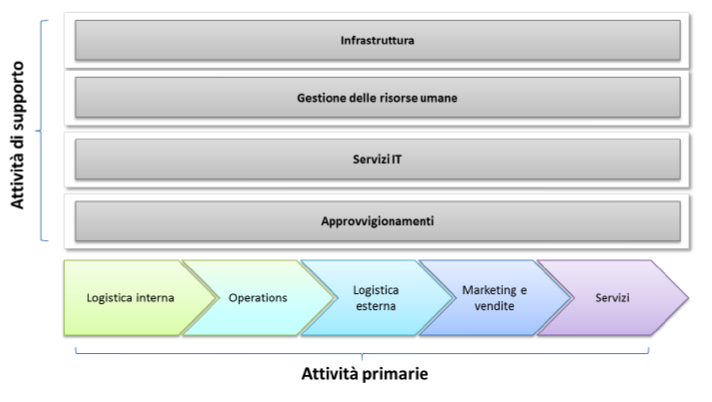 Attività di supporto
Infrastruttura
Gestione delle risorse umane
Servizi IT
Approvvigionamenti
Logistica interna
Operations
Logistica
esterna
Marketing e
vendite
Servizi
Attività primarie